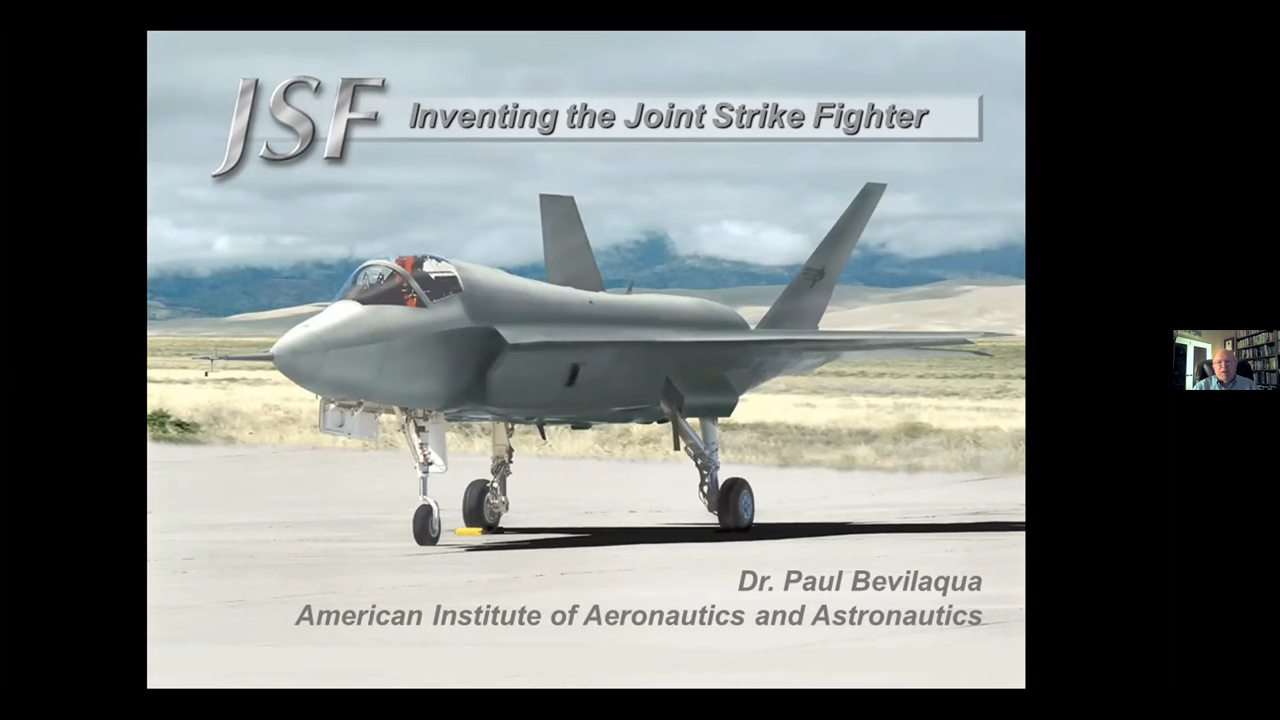 JSF
Inventing the Joint Strike Fighter
Dr. Paul Bevilaqua
American Institute of Aeronautics and Astronautics